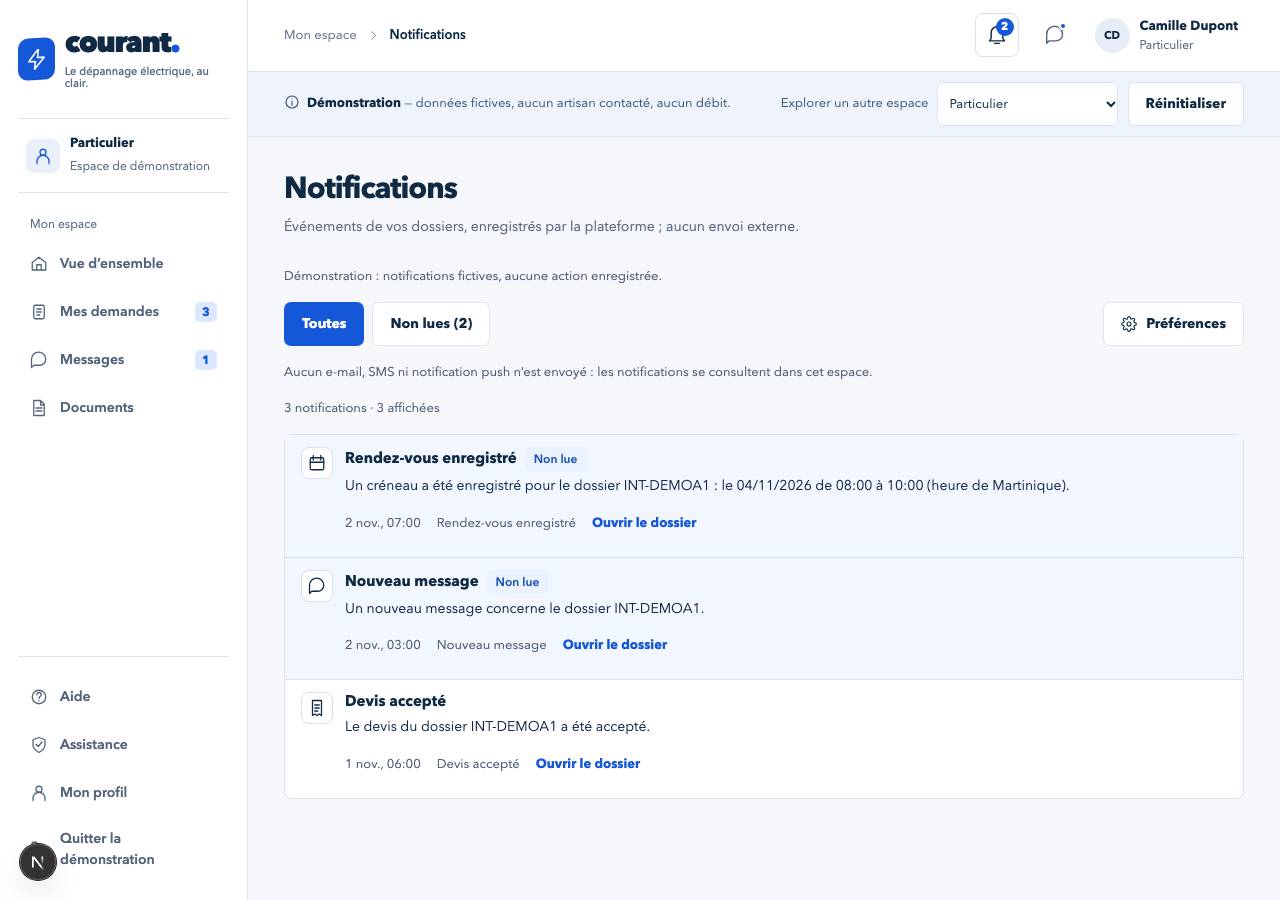 courant.
Le dépannage électrique, au
clair.
Particulier
Espace de démonstration
Mon espace
Vue d’ensemble
Mes demandes 3
Messages 1
Documents
Aide
Assistance
Mon profil
Quitter la
démonstration
N
Mon espace > Notifications
2
CD
Camille Dupont
Particulier
Démonstration — données fictives, aucun artisan contacté, aucun débit.
Explorer un autre espace
Particulier
Réinitialiser
Notifications
Événements de vos dossiers, enregistrés par la plateforme ; aucun envoi externe.
Démonstration : notifications fictives, aucune action enregistrée.
Toutes
Non lues (2)
Préférences
Aucun e-mail, SMS ni notification push n’est envoyé : les notifications se consultent dans cet espace.
3 notifications · 3 affichées
Rendez-vous enregistré Non lue
Un créneau a été enregistré pour le dossier INT-DEMOA1 : le 04/11/2026 de 08:00 à 10:00 (heure de Martinique).
2 nov., 07:00 Rendez-vous enregistré Ouvrir le dossier
Nouveau message Non lue
Un nouveau message concerne le dossier INT-DEMOA1.
2 nov., 03:00 Nouveau message Ouvrir le dossier
Devis accepté
Le devis du dossier INT-DEMOA1 a été accepté.
1 nov., 06:00 Devis accepté Ouvrir le dossier